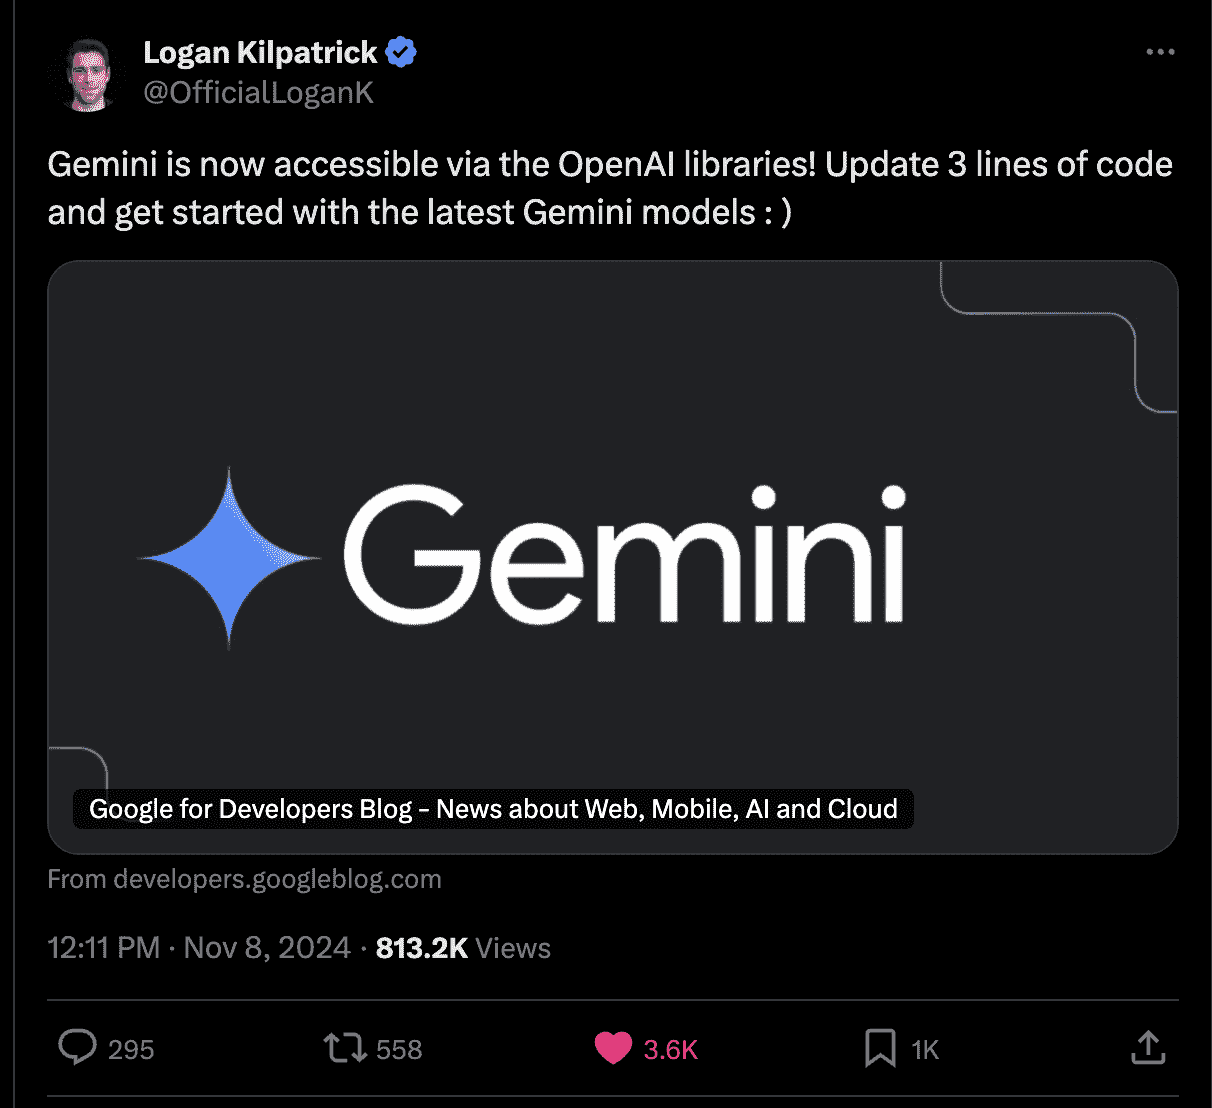 Logan Kilpatrick
@OfficialLoganK
Gemini is now accessible via the OpenAI libraries! Update 3 lines of code
and get started with the latest Gemini models : )
Gemini
Google for Developers Blog - News about Web, Mobile, AI and Cloud
From developers.googleblog.com
12:11 PM · Nov 8, 2024 · 813.2K Views
295 558 3.6K 1K